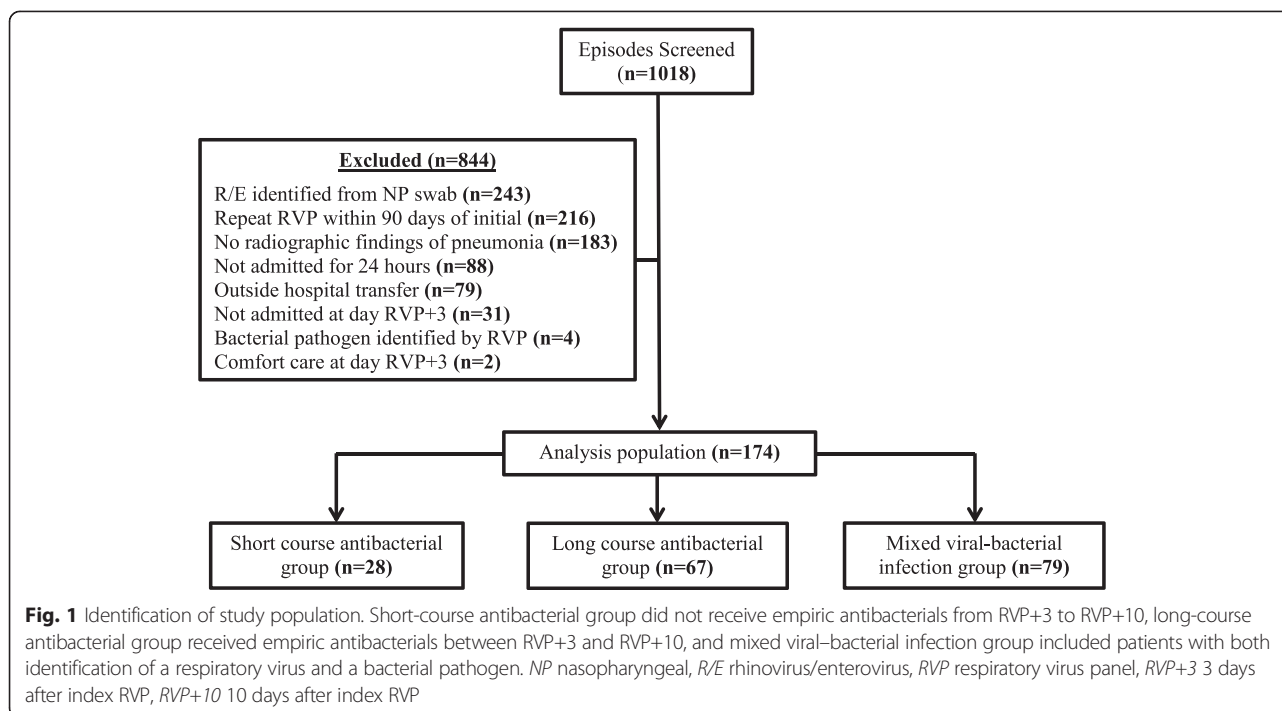 Episodes Screened
(n=1018)
Excluded (n=844)
R/E identified from NP swab (n=243)
Repeat RVP within 90 days of initial (n=216)
No radiographic findings of pneumonia (n=183)
Not admitted for 24 hours (n=88)
Outside hospital transfer (n=79)
Not admitted at day RVP+3 (n=31)
Bacterial pathogen identified by RVP (n=4)
Comfort care at day RVP+3 (n=2)
Analysis population (n=174)
Short course antibacterial
group (n=28)
Long course antibacterial
group (n=67)
Mixed viral-bacterial
infection group (n=79)
Fig. 1 Identification of study population. Short-course antibacterial group did not receive empiric antibacterials from RVP+3 to RVP+10, long-course
antibacterial group received empiric antibacterials between RVP+3 and RVP+10, and mixed viral–bacterial infection group included patients with both
identification of a respiratory virus and a bacterial pathogen. NP nasopharyngeal, R/E rhinovirus/enterovirus, RVP respiratory virus panel, RVP+3 3 days
after index RVP, RVP+10 10 days after index RVP